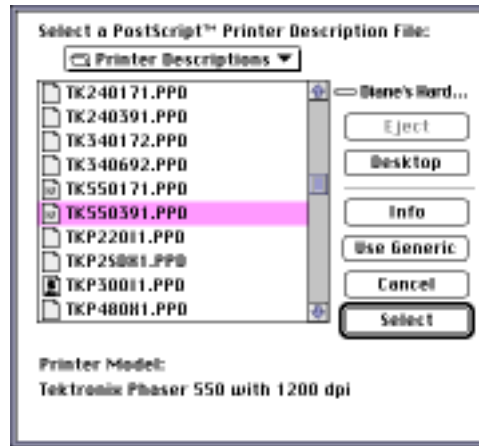 Select a PostScript™ Printer Description File:
Printer Descriptions
TK240171.PPD
TK240391.PPD
TK340172.PPD
TK340692.PPD
TK550171.PPD
TK550391.PPD
TKP220I1.PPD
TKP2SDX1.PPD
TKP300I1.PPD
TKP480X1.PPD
Diane's Hard...
Eject
Desktop
Info
Use Generic
Cancel
Select
Printer Model:
Tektronix Phaser 550 with 1200 dpi